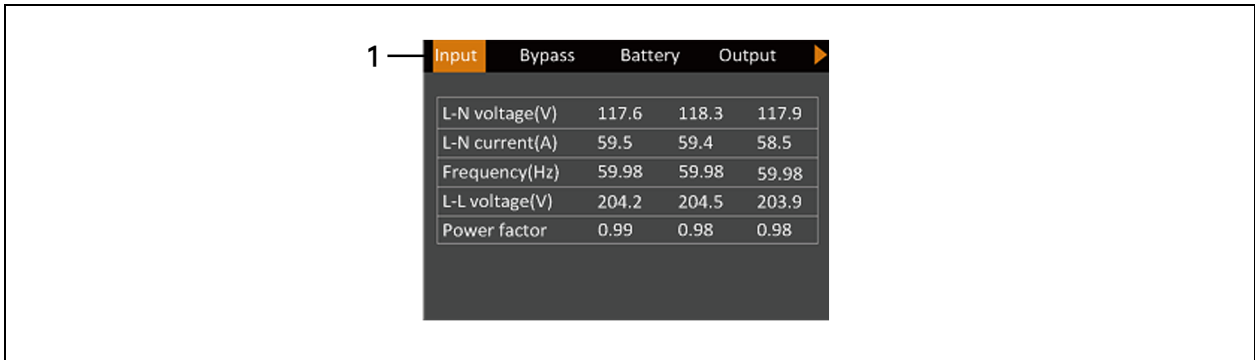 1 Input Bypass Battery Output
L-N voltage(V) 117.6 118.3 117.9
L-N current(A) 59.5 59.4 58.5
Frequency(Hz) 59.98 59.98 59.98
L-L voltage(V) 204.2 204.5 203.9
Power factor 0.99 0.98 0.98